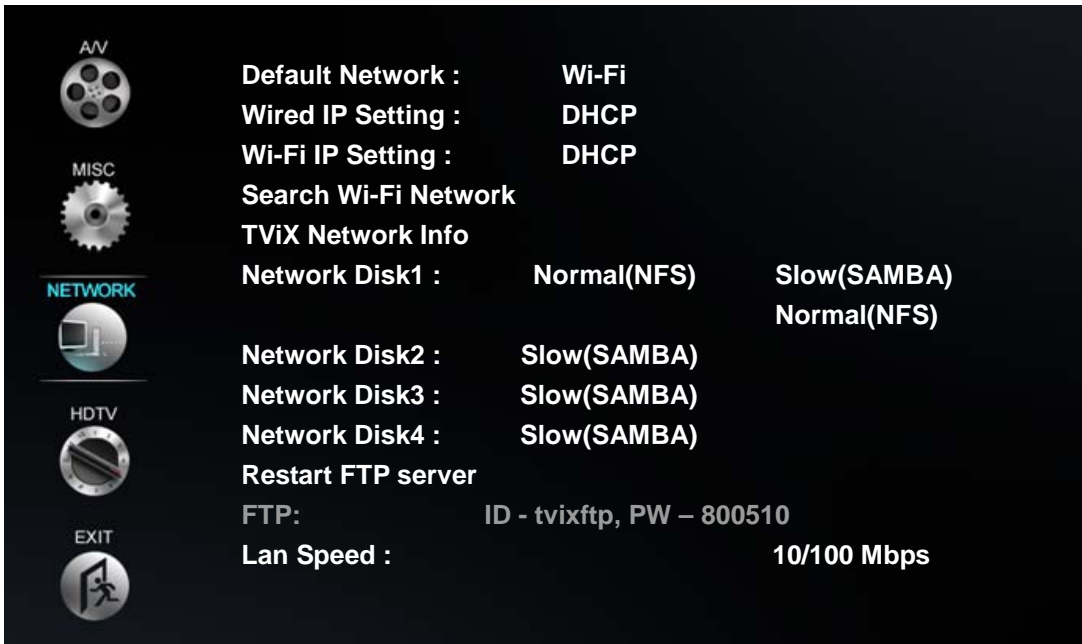 A/V
MISC
NETWORK
HDTV
EXIT
Default Network : Wi-Fi
Wired IP Setting : DHCP
Wi-Fi IP Setting : DHCP
Search Wi-Fi Network
TViX Network Info
Network Disk1 : Normal(NFS) Slow(SAMBA)
Normal(NFS)
Network Disk2 : Slow(SAMBA)
Network Disk3 : Slow(SAMBA)
Network Disk4 : Slow(SAMBA)
Restart FTP server
FTP: ID - tvixftp, PW – 800510
Lan Speed : 10/100 Mbps